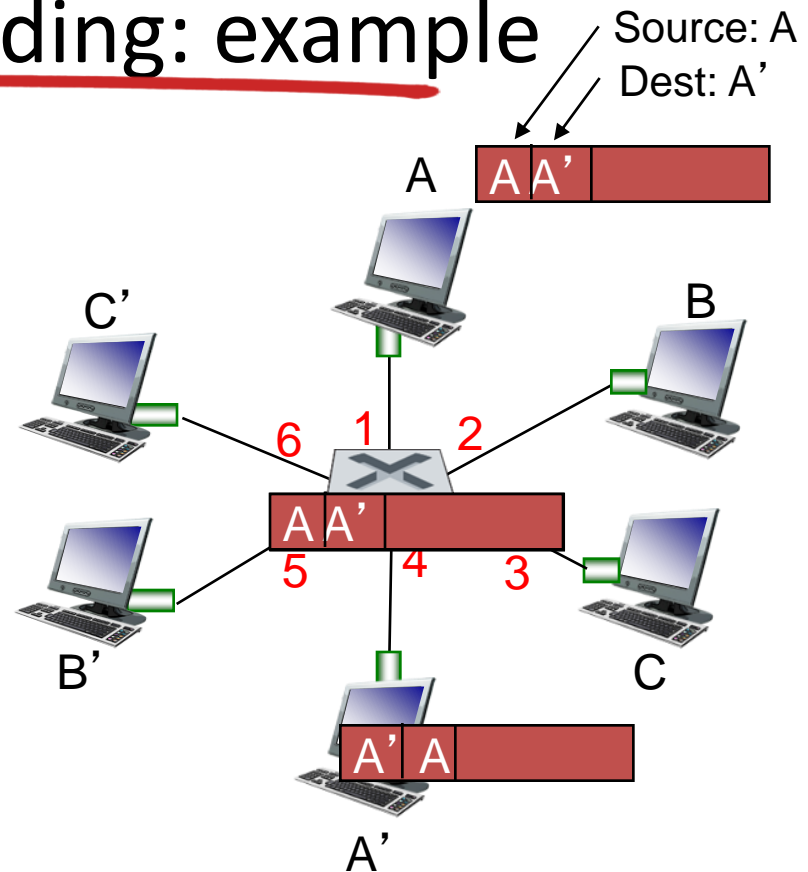 ding: example
Source: A
Dest: A’
A
A A’
C’
B
6 1 2
A A’
5 4 3
B’
C
A’ A
A’